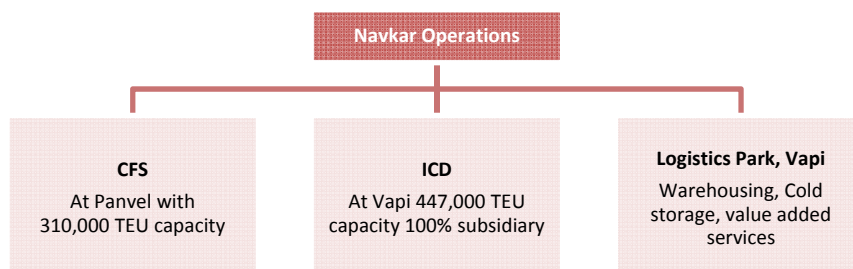 Navkar Operations
CFS
At Panvel with
310,000 TEU capacity
ICD
At Vapi 447,000 TEU
capacity 100% subsidiary
Logistics Park, Vapi
Warehousing, Cold
storage, value added
services